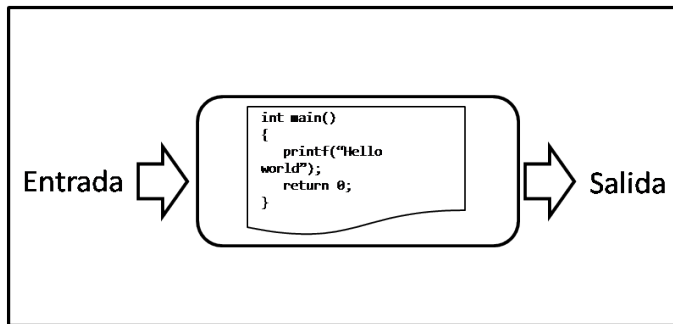 Entrada
int main()
{
printf(“Hello
world”);
return 0;
}
Salida